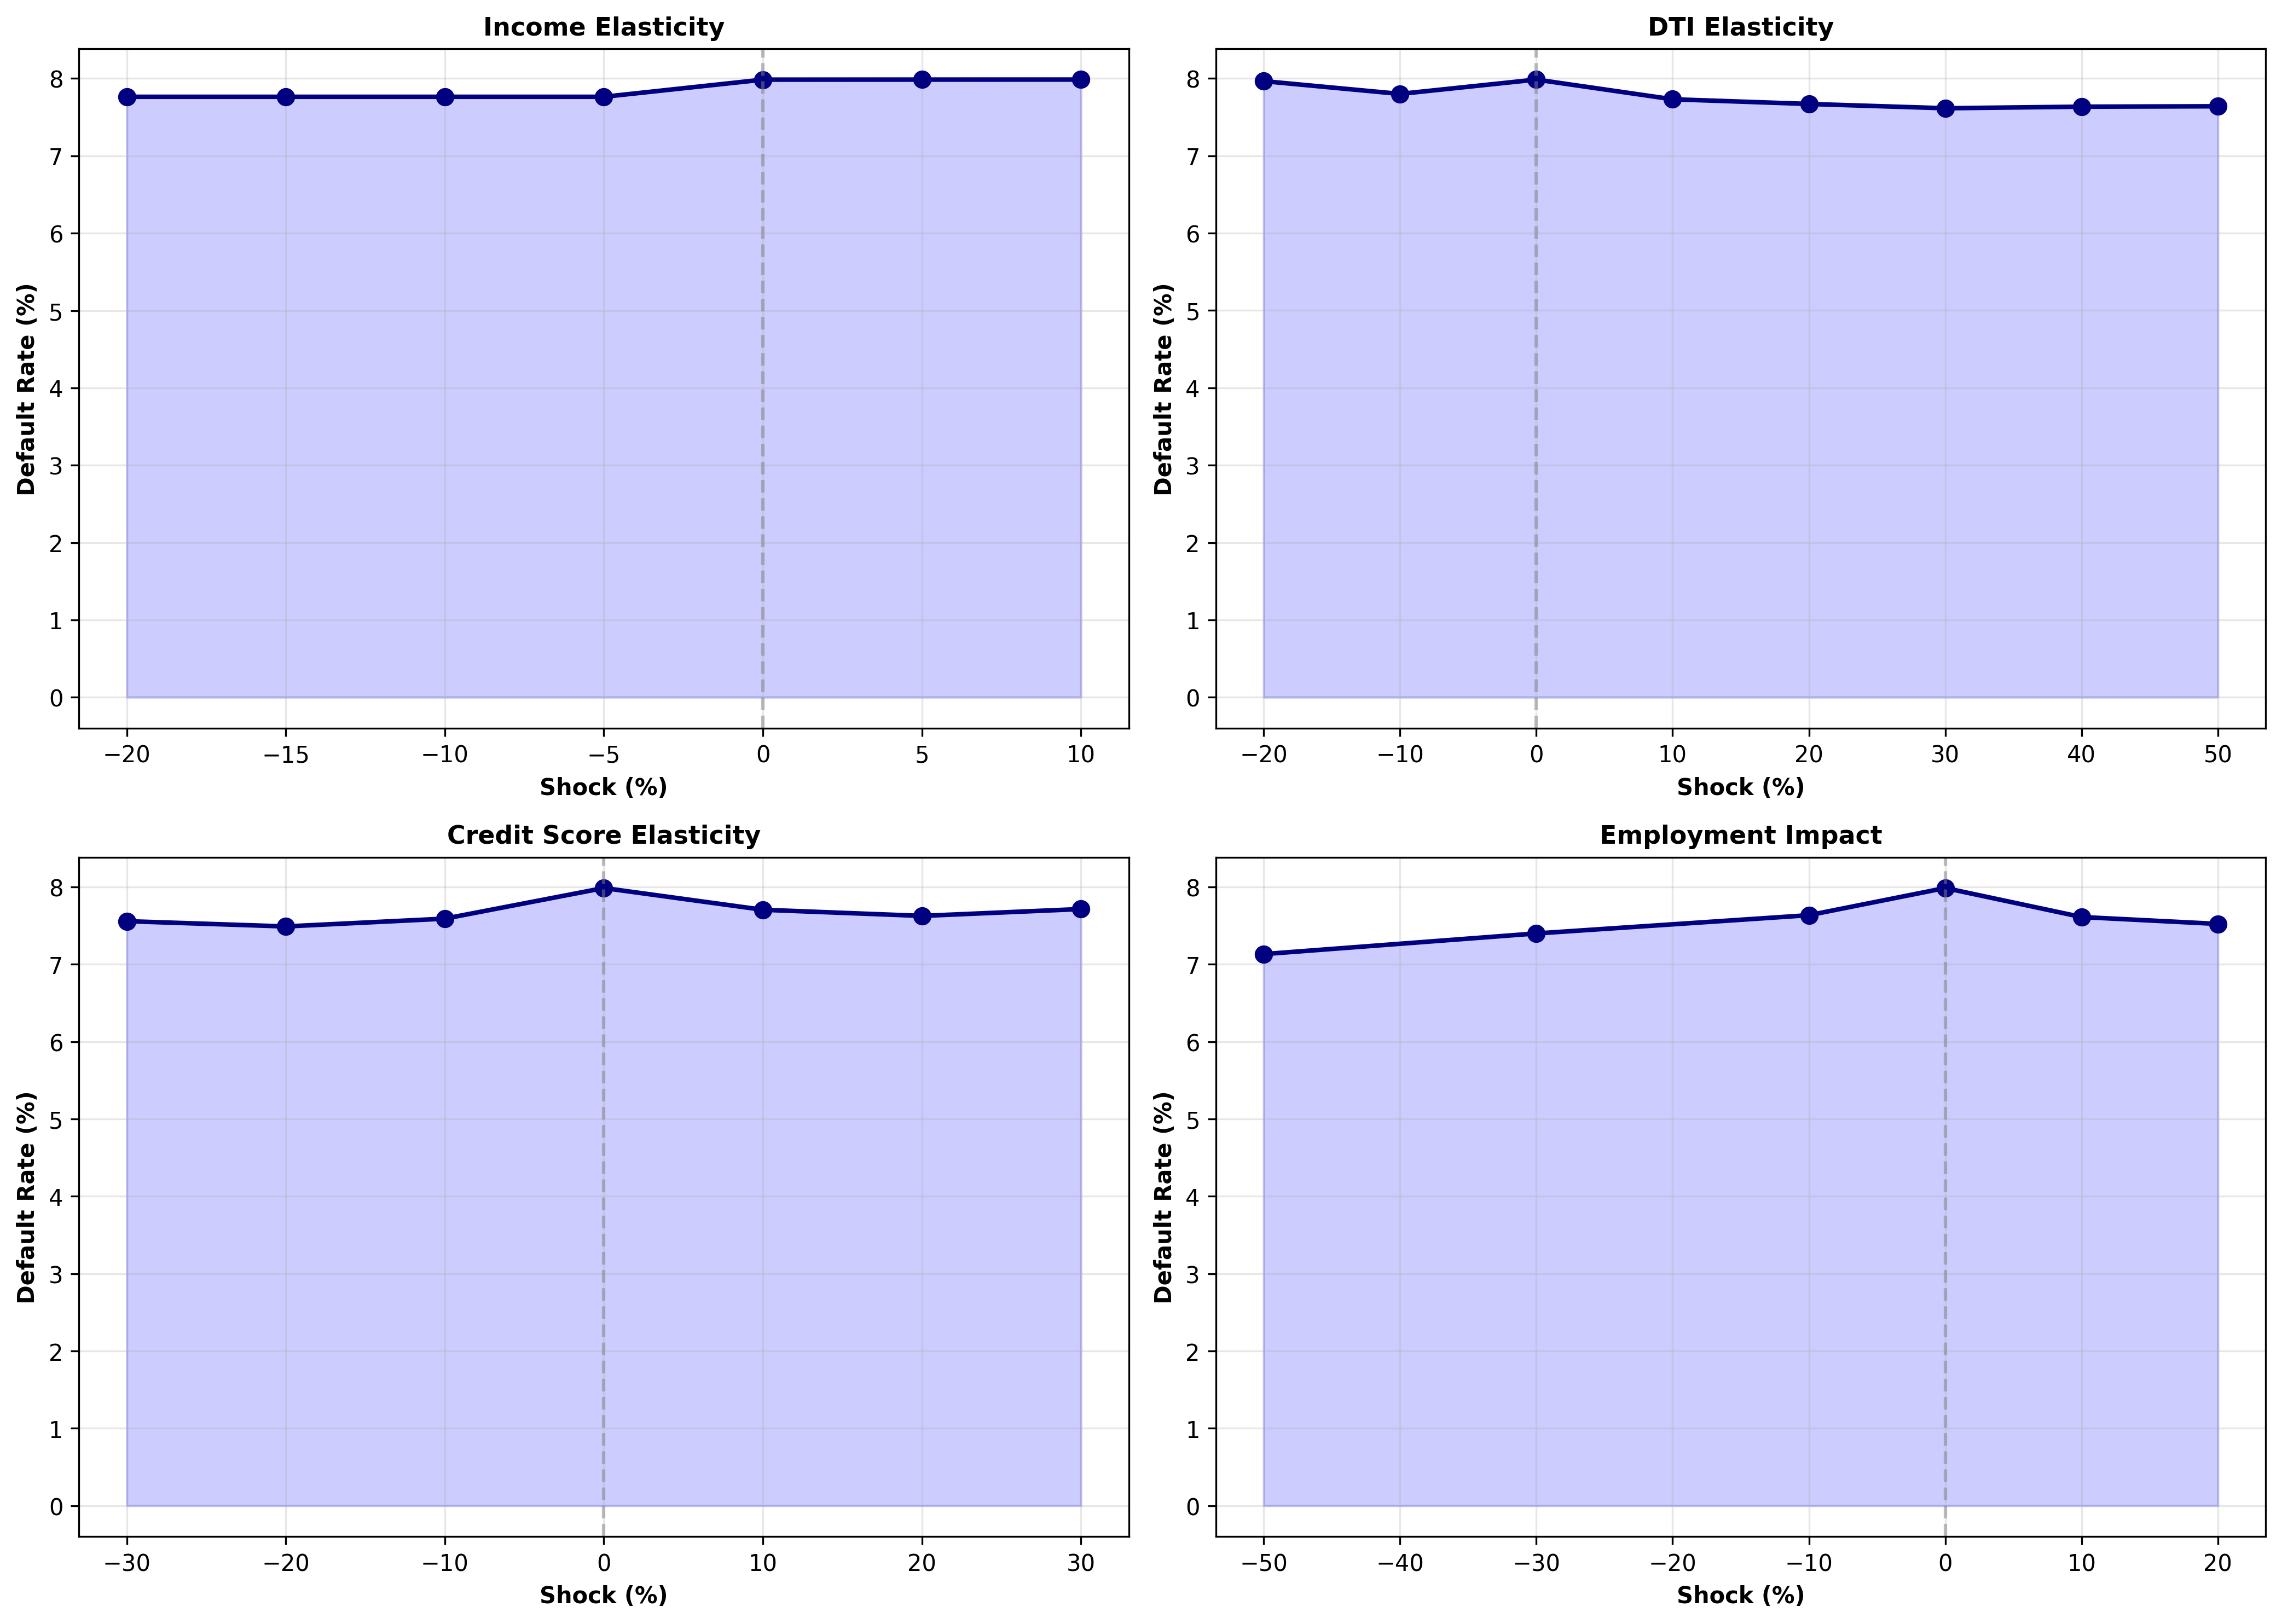 Income Elasticity
8
7
6
5
4
3
2
1
0
Default Rate (%)
−20 −15 −10 −5 0 5 10
Shock (%)
DTI Elasticity
8
7
6
5
4
3
2
1
0
Default Rate (%)
−20 −10 0 10 20 30 40 50
Shock (%)
Credit Score Elasticity
8
7
6
5
4
3
2
1
0
Default Rate (%)
−30 −20 −10 0 10 20 30
Shock (%)
Employment Impact
8
7
6
5
4
3
2
1
0
Default Rate (%)
−50 −40 −30 −20 −10 0 10 20
Shock (%)